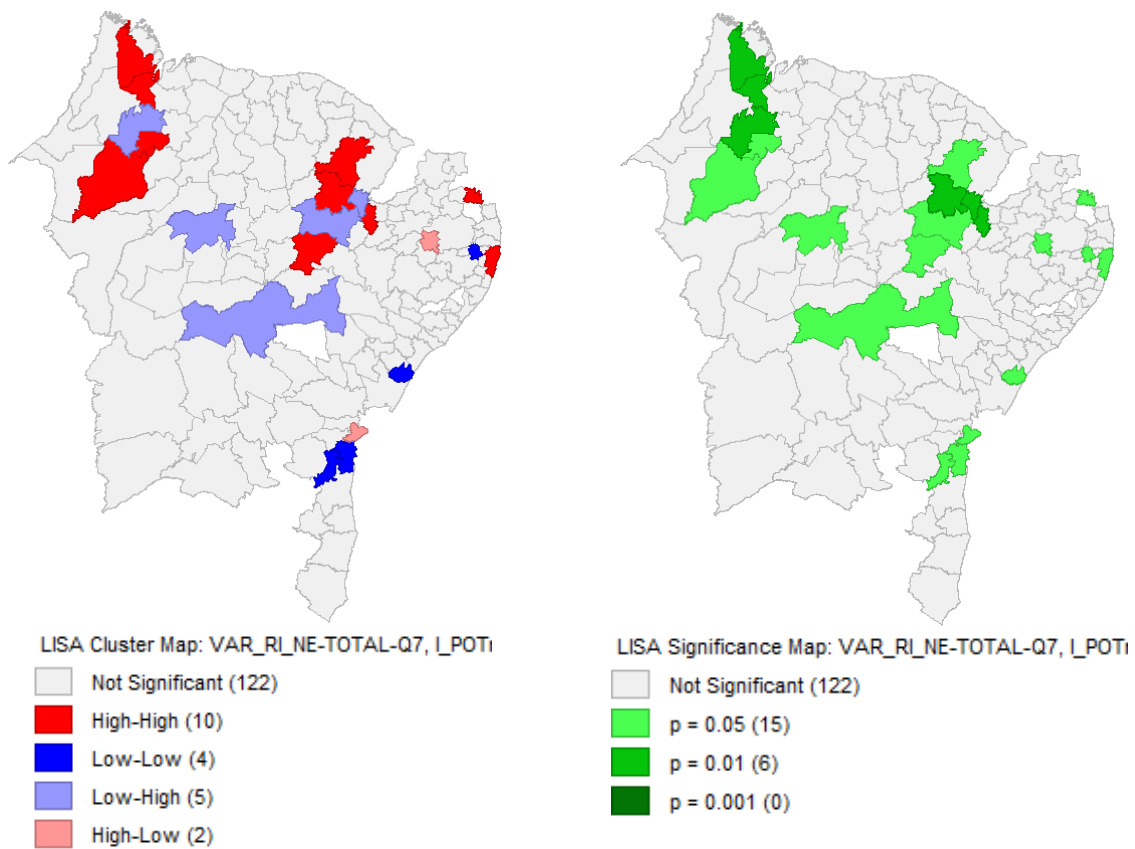 LISA Cluster Map: VAR_RI_NE-TOTAL-Q7, I_POTr
Not Significant (122)
High-High (10)
Low-Low (4)
Low-High (5)
High-Low (2)
LISA Significance Map: VAR_RI_NE-TOTAL-Q7, I_POTr
Not Significant (122)
p = 0.05 (15)
p = 0.01 (6)
p = 0.001 (0)